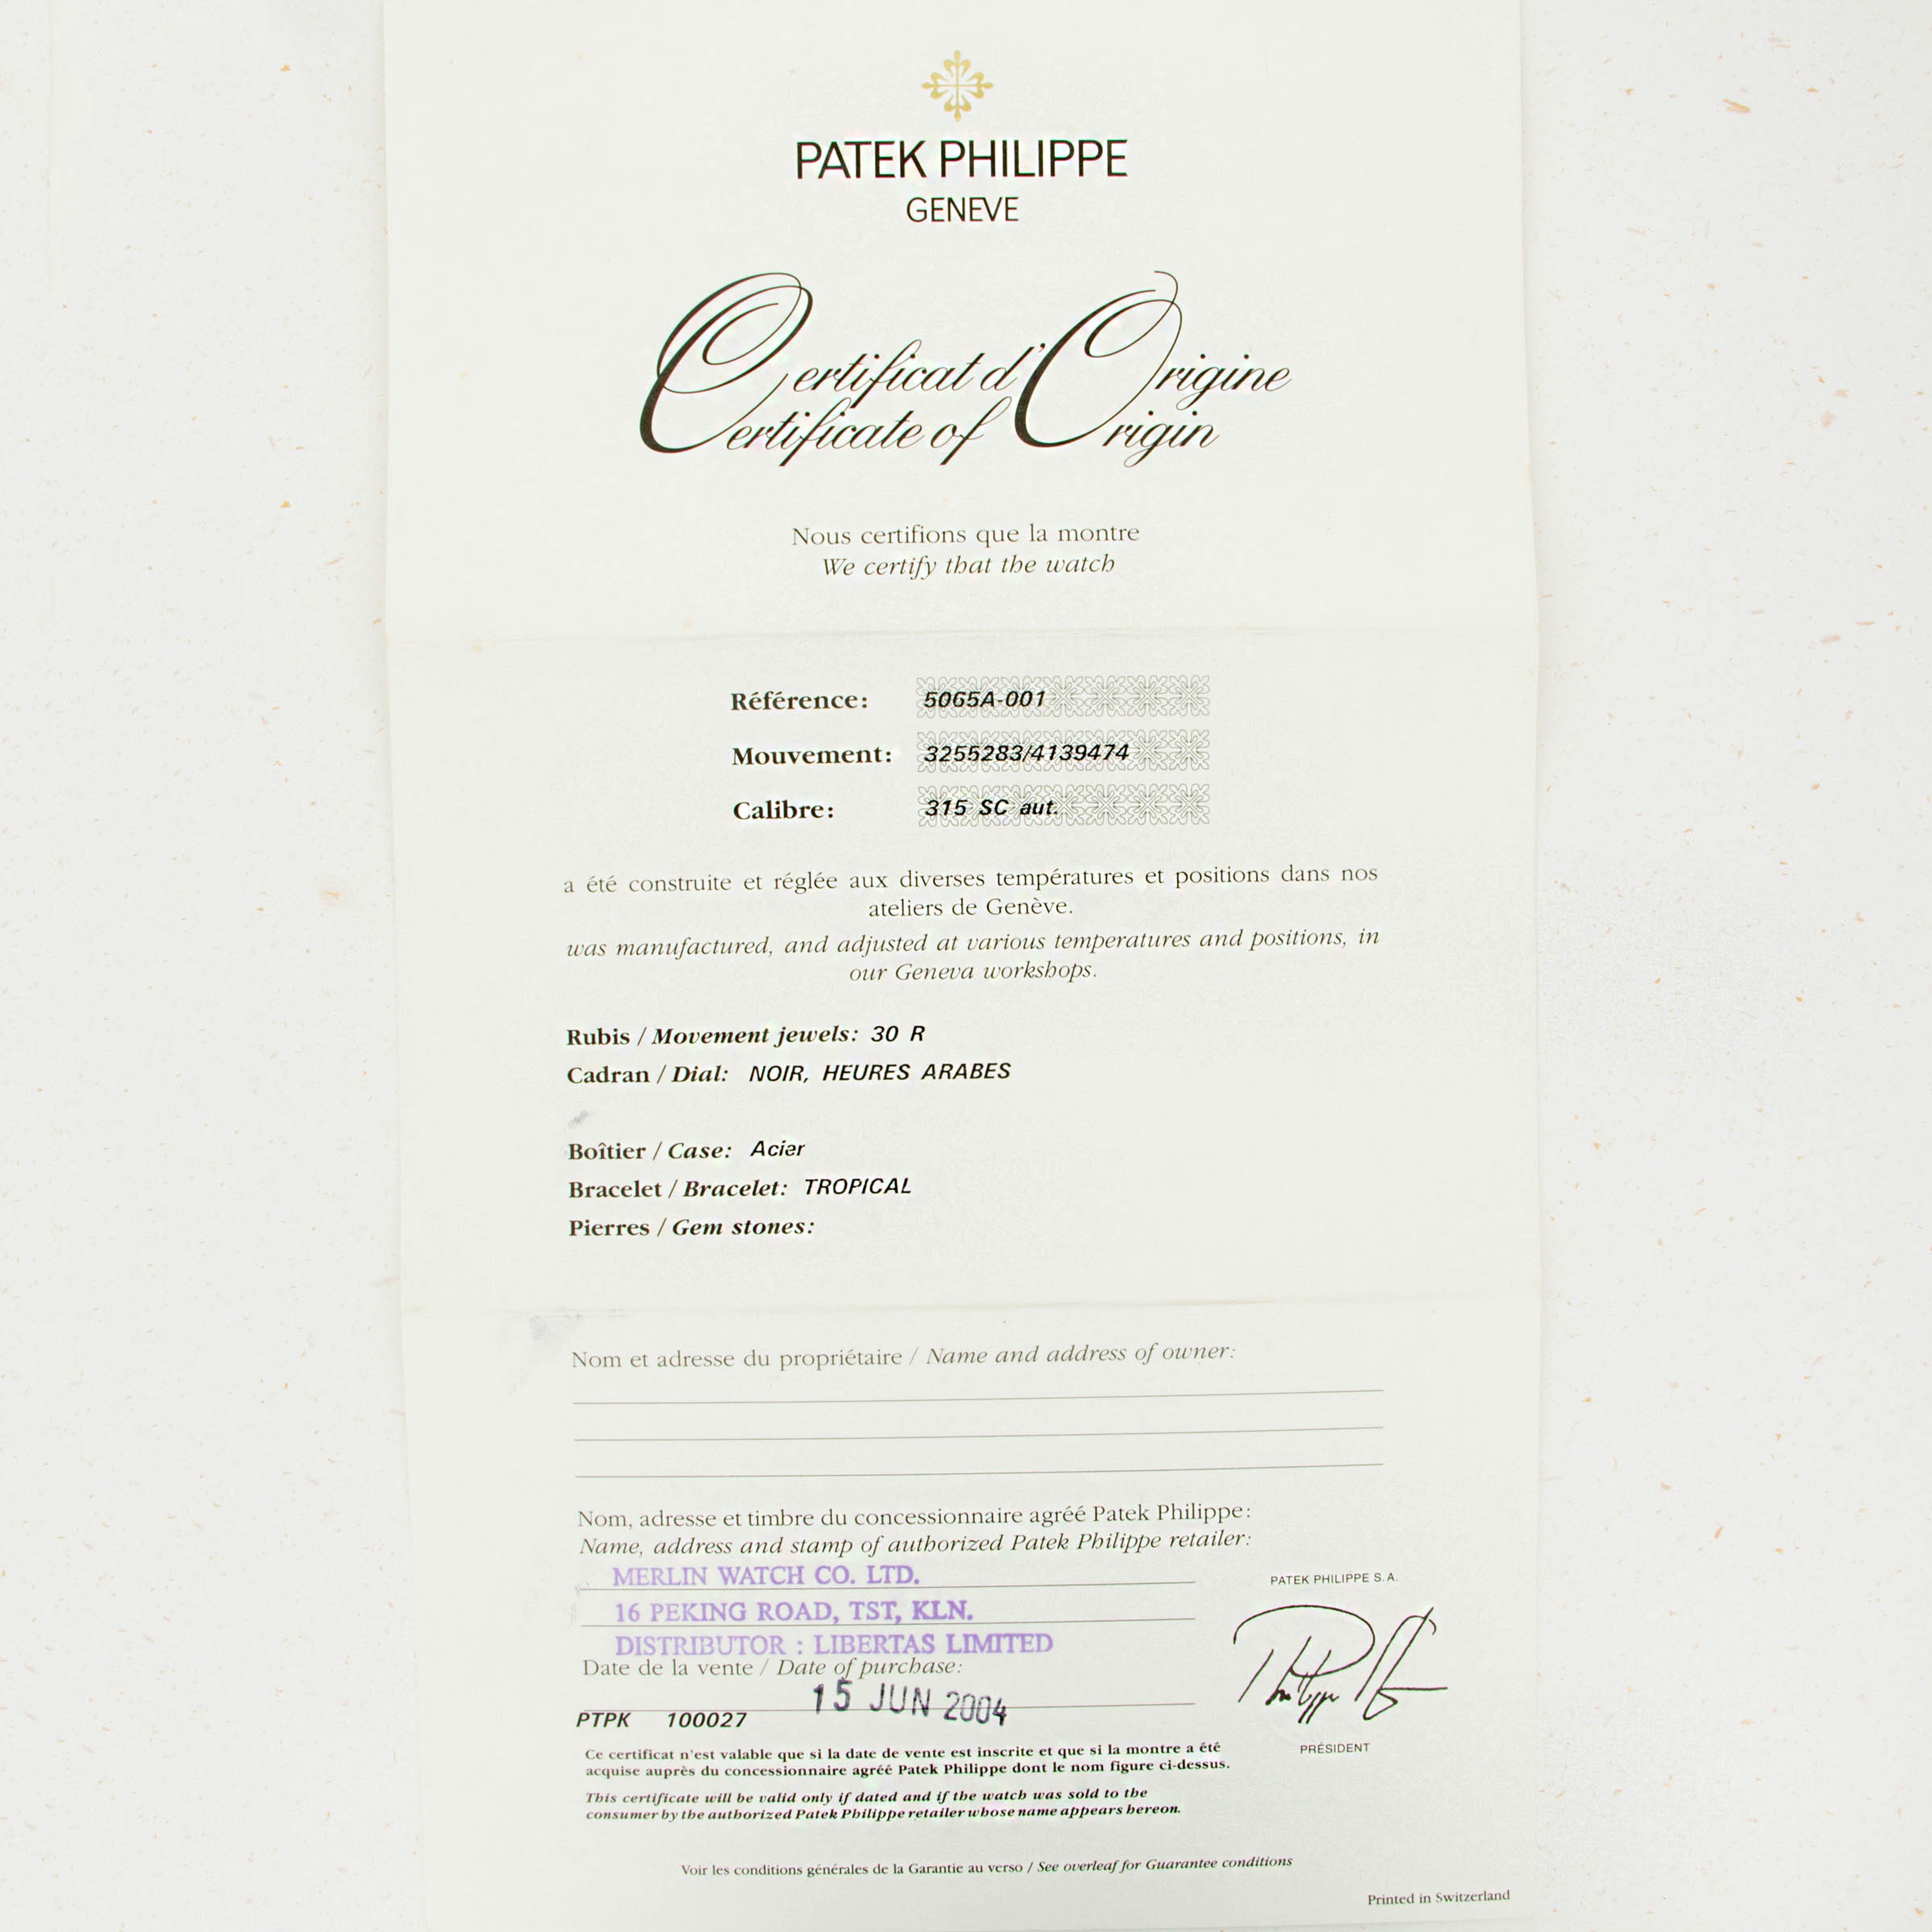 PATEK PHILIPPE
GENEVE
Certificat d'Origine
Certificate of Origin
Nous certifions que la montre
We certify that the watch
Référence: 5065A-001
Mouvement: 3255283/4139474
Calibre: 315 SC aut.
a été construite et réglée aux diverses températures et positions dans nos
ateliers de Genève.
was manufactured, and adjusted at various temperatures and positions, in
our Geneva workshops.
Rubis / Movement jewels: 30 R
Cadran / Dial: NOIR, HEURES ARABES
Boîtier / Case: Acier
Bracelet / Bracelet: TROPICAL
Pierres / Gem stones:
Nom et adresse du propriétaire / Name and address of owner:
Nom, adresse et timbre du concessionnaire agréé Patek Philippe:
Name, address and stamp of authorized Patek Philippe retailer:
MERLIN WATCH CO. LTD.
16 PEKING ROAD, TST, KLN.
DISTRIBUTOR : LIBERTAS LIMITED
Date de la vente / Date of purchase:
15 JUN 2004
PTPK 100027
PATEK PHILIPPE S.A.
PRÉSIDENT
Ce certificat n'est valable que si la date de vente est inscrite et que si la montre a été
acquise auprès du concessionnaire agréé Patek Philippe dont le nom figure ci-dessus.
This certificate will be valid only if dated and if the watch was sold to the
consumer by the authorized Patek Philippe retailer whose name appears hereon.
Voir les conditions générales de la Garantie au verso / See overleaf for Guarantee conditions
Printed in Switzerland